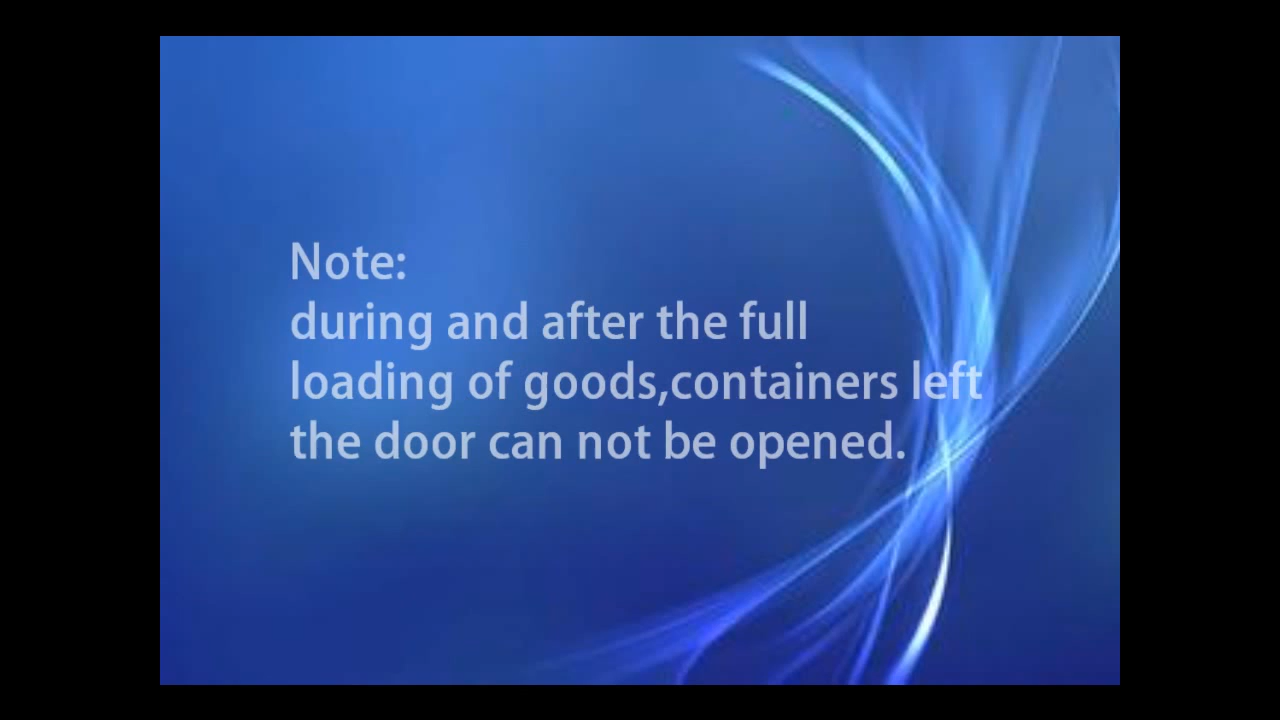 Note:
during and after the full
loading of goods,containers left
the door can not be opened.